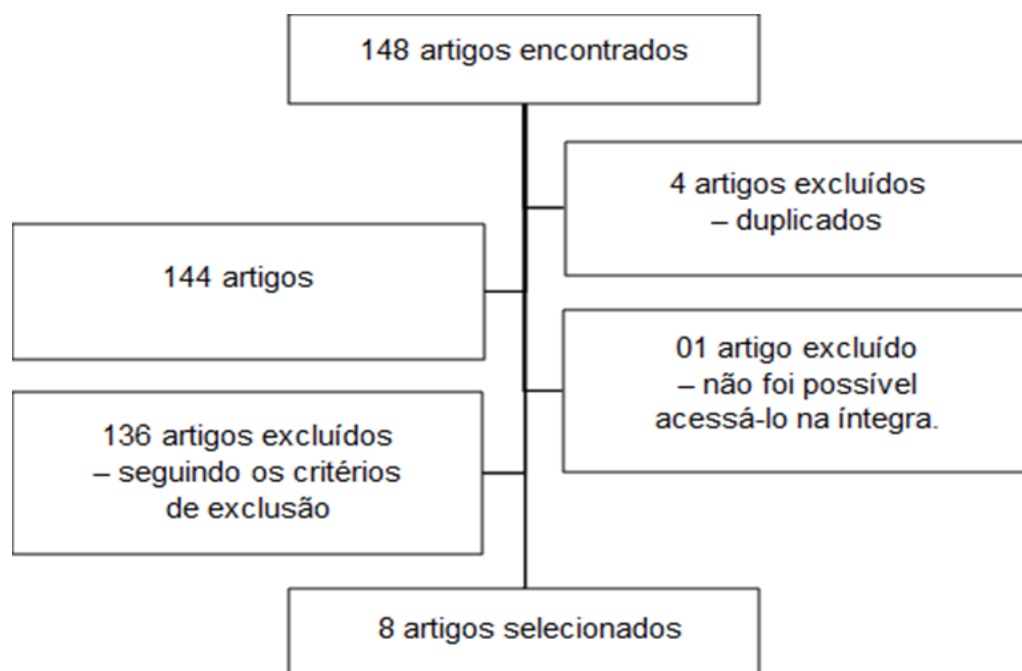 148 artigos encontrados
4 artigos excluídos
– duplicados
144 artigos
01 artigo excluído
– não foi possível
acessá-lo na íntegra.
136 artigos excluídos
– seguindo os critérios
de exclusão
8 artigos selecionados